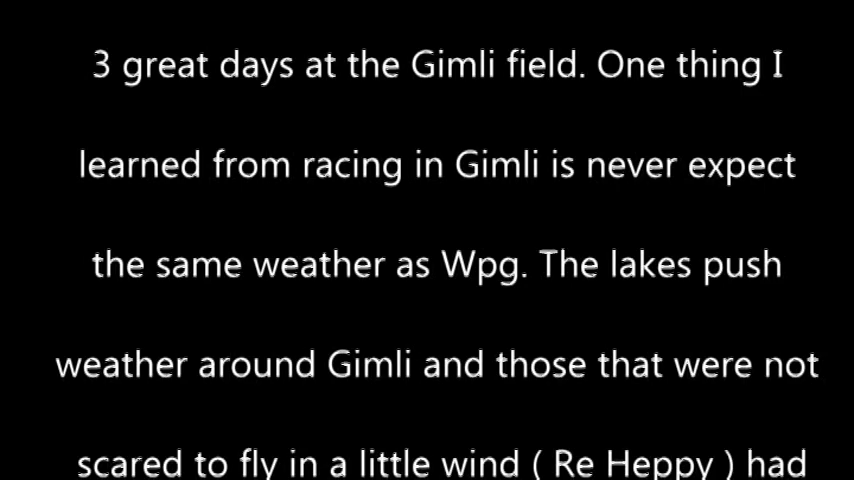 3 great days at the Gimli field. One thing I
learned from racing in Gimli is never expect
the same weather as Wpg. The lakes push
weather around Gimli and those that were not
scared to fly in a little wind ( Re Heppy ) had